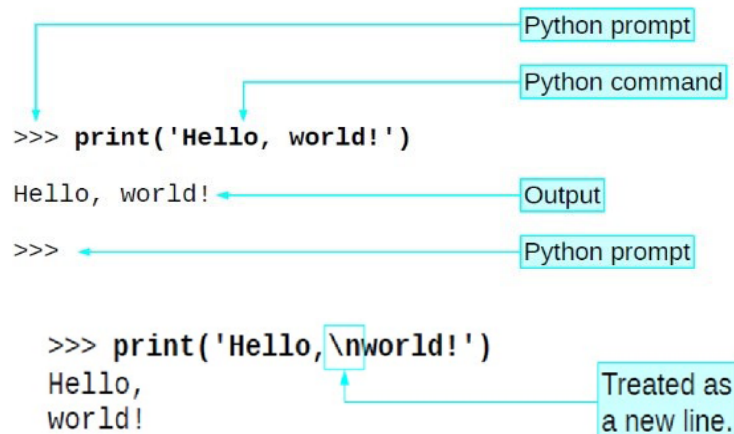 Python prompt
Python command
>>> print('Hello, world!')
Hello, world!
Output
>>>
Python prompt
>>> print('Hello,\nworld!')
Hello,
world!
Treated as
a new line.